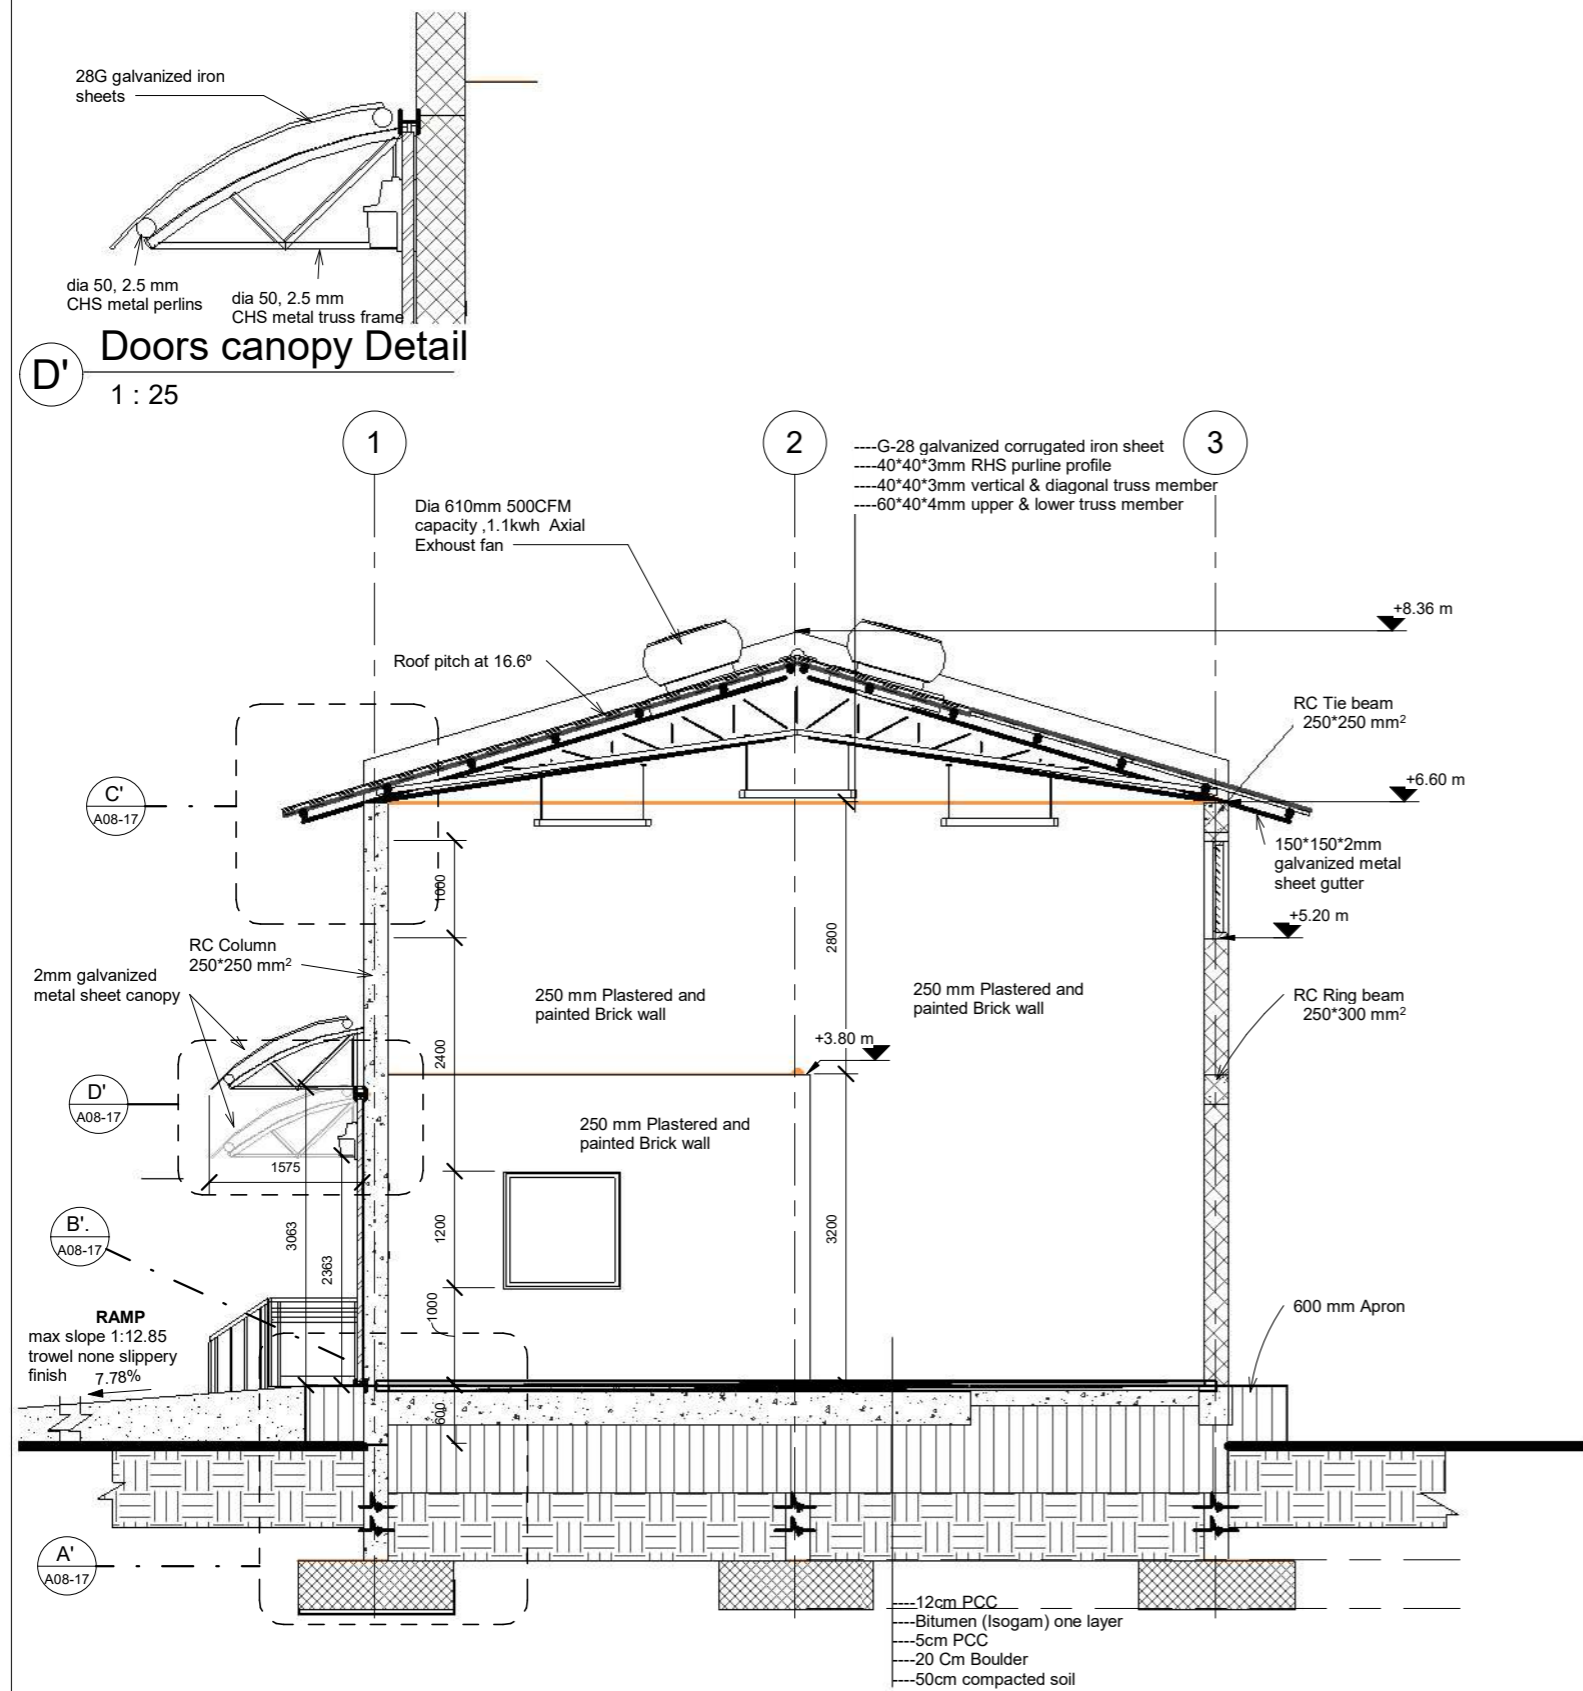 28G galvanized iron
sheets
dia 50, 2.5 mm
CHS metal perlins
dia 50, 2.5 mm
CHS metal truss frame
D'
Doors canopy Detail
1 : 25
1
2
3
----G-28 galvanized corrugated iron sheet
----40*40*3mm RHS purline profile
----40*40*3mm vertical & diagonal truss member
----60*40*4mm upper & lower truss member
Dia 610mm 500CFM
capacity ,1.1kwh Axial
Exhoust fan
+8.36 m
Roof pitch at 16.6º
RC Tie beam
250*250 mm²
C'
A08-17
+6.60 m
150*150*2mm
galvanized metal
sheet gutter
1000
+5.20 m
2800
RC Column
250*250 mm²
2mm galvanized
metal sheet canopy
250 mm Plastered and
painted Brick wall
250 mm Plastered and
painted Brick wall
RC Ring beam
250*300 mm²
2400
+3.80 m
D'
A08-17
250 mm Plastered and
painted Brick wall
1575
B'.
A08-17
3063
2363
1200
3200
1000
RAMP
max slope 1:12.85
trowel none slippery
finish
7.78%
600 mm Apron
600
A'
A08-17
----12cm PCC
----Bitumen (Isogam) one layer
----5cm PCC
----20 Cm Boulder
----50cm compacted soil